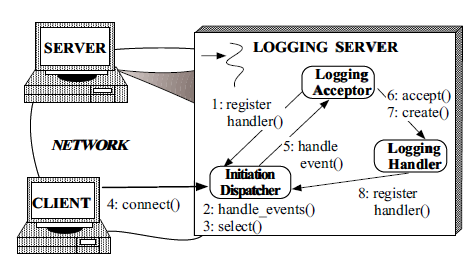 SERVER
LOGGING SERVER
Logging
Acceptor
1: register
handler()
6: accept()
7: create()
NETWORK
5: handle
event()
Logging
Handler
Initiation
Dispatcher
CLIENT
4: connect()
2: handle_events()
3: select()
8: register
handler()